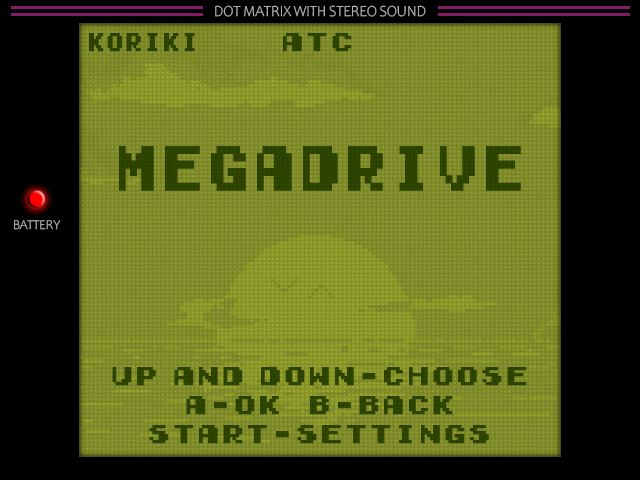 DOT MATRIX WITH STEREO SOUND
KORIKI ATC
MEGADRIVE
BATTERY
UP AND DOWN-CHOOSE
A-OK B-BACK
START-SETTINGS